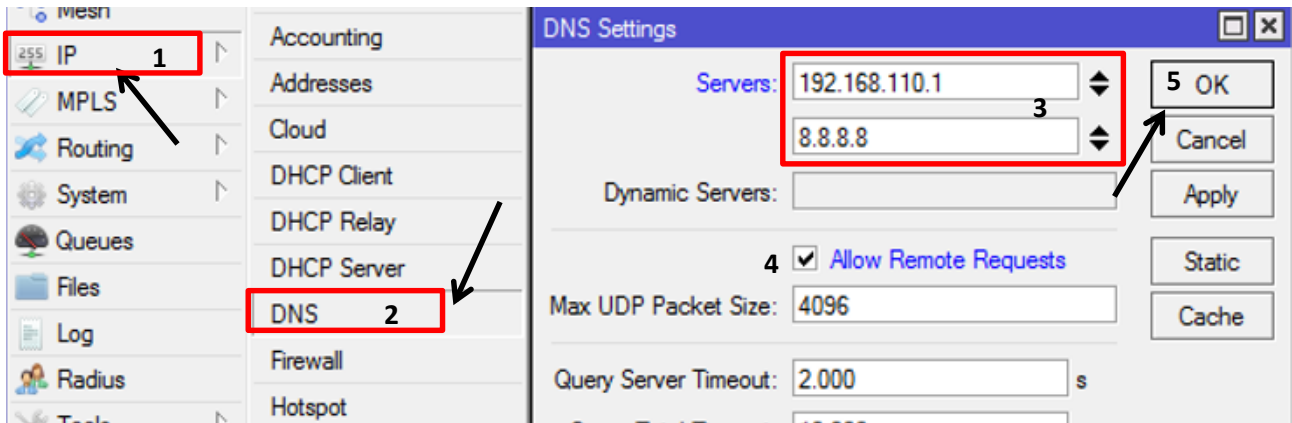 Mesh
255 IP 1
MPLS
Routing
System
Queues
Files
Log
Radius
Tools
Accounting
Addresses
Cloud
DHCP Client
DHCP Relay
DHCP Server
DNS 2
Firewall
Hotspot
DNS Settings
Servers: 192.168.110.1
3
8.8.8.8
Dynamic Servers:
4 Allow Remote Requests
Max UDP Packet Size: 4096
Query Server Timeout: 2.000 s
5 OK
Cancel
Apply
Static
Cache